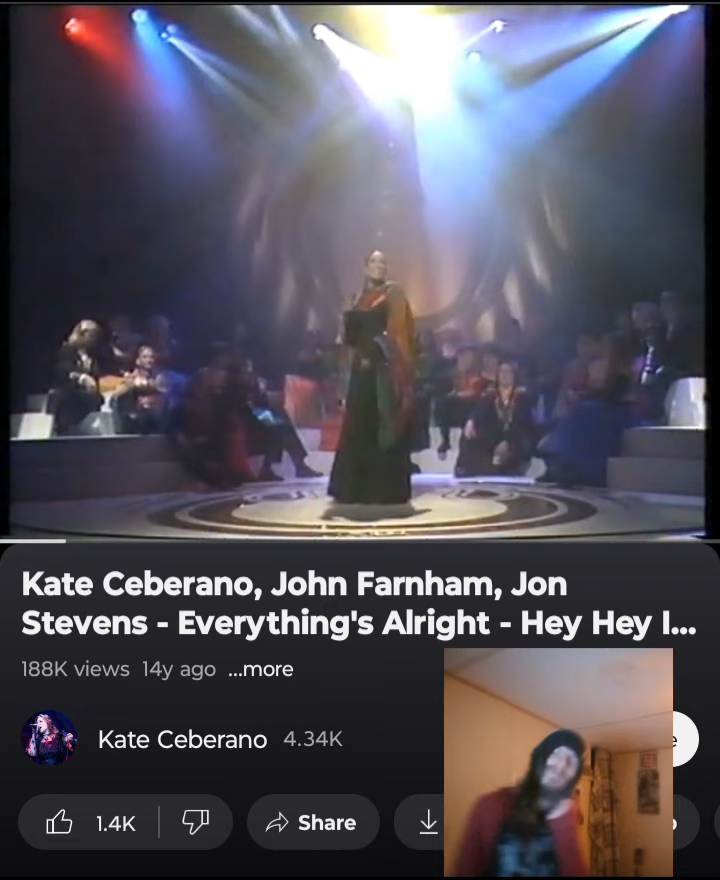 Kate Ceberano, John Farnham, Jon
Stevens - Everything's Alright - Hey Hey I...
188K views 14y ago ...more
Kate Ceberano 4.34K
1.4K
Share